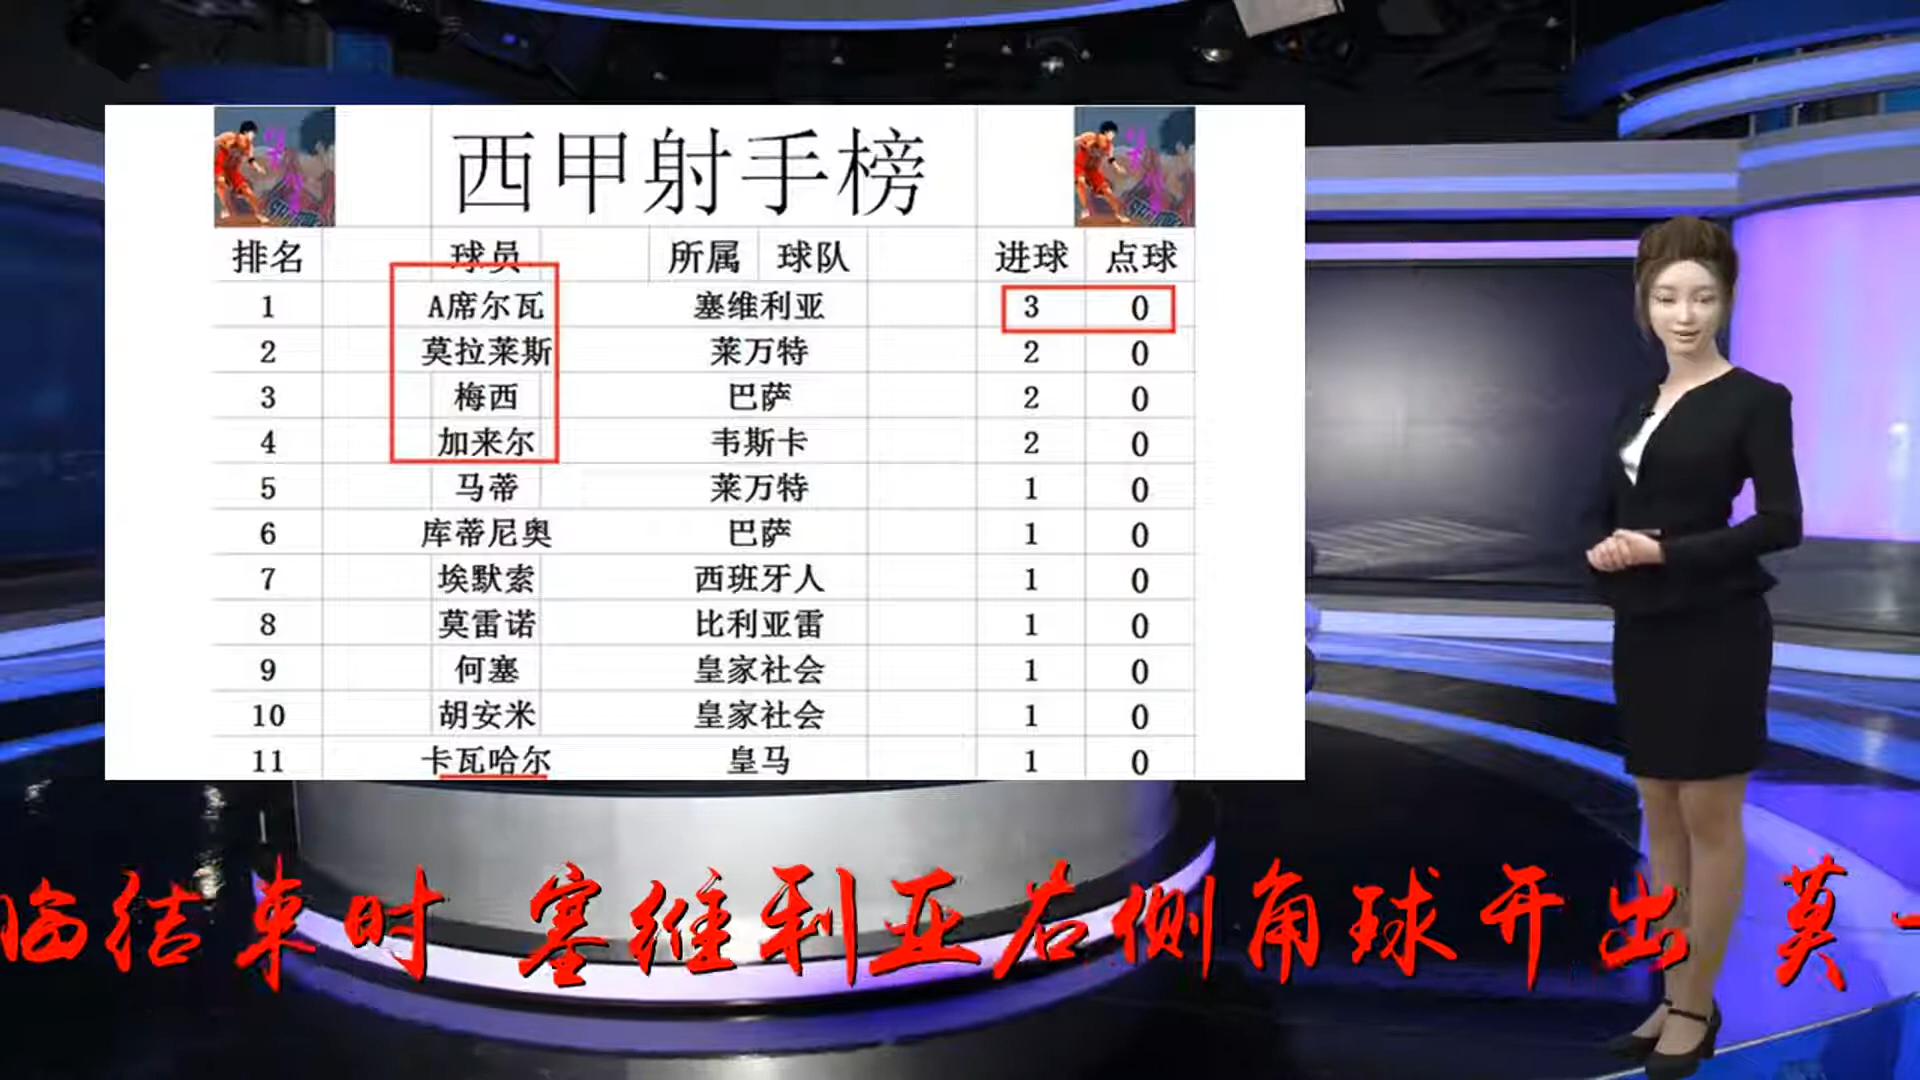 西甲射手榜
排名 球员 所属 球队 进球 点球
1 A席尔瓦 塞维利亚 3 0
2 莫拉莱斯 莱万特 2 0
3 梅西 巴萨 2 0
4 加来尔 韦斯卡 2 0
5 马蒂 莱万特 1 0
6 库蒂尼奥 巴萨 1 0
7 埃默索 西班牙人 1 0
8 莫雷诺 比利亚雷 1 0
9 何塞 皇家社会 1 0
10 胡安米 皇家社会 1 0
11 卡瓦哈尔 皇马 1 0
临结束时 塞维利亚右侧角球开出 莫